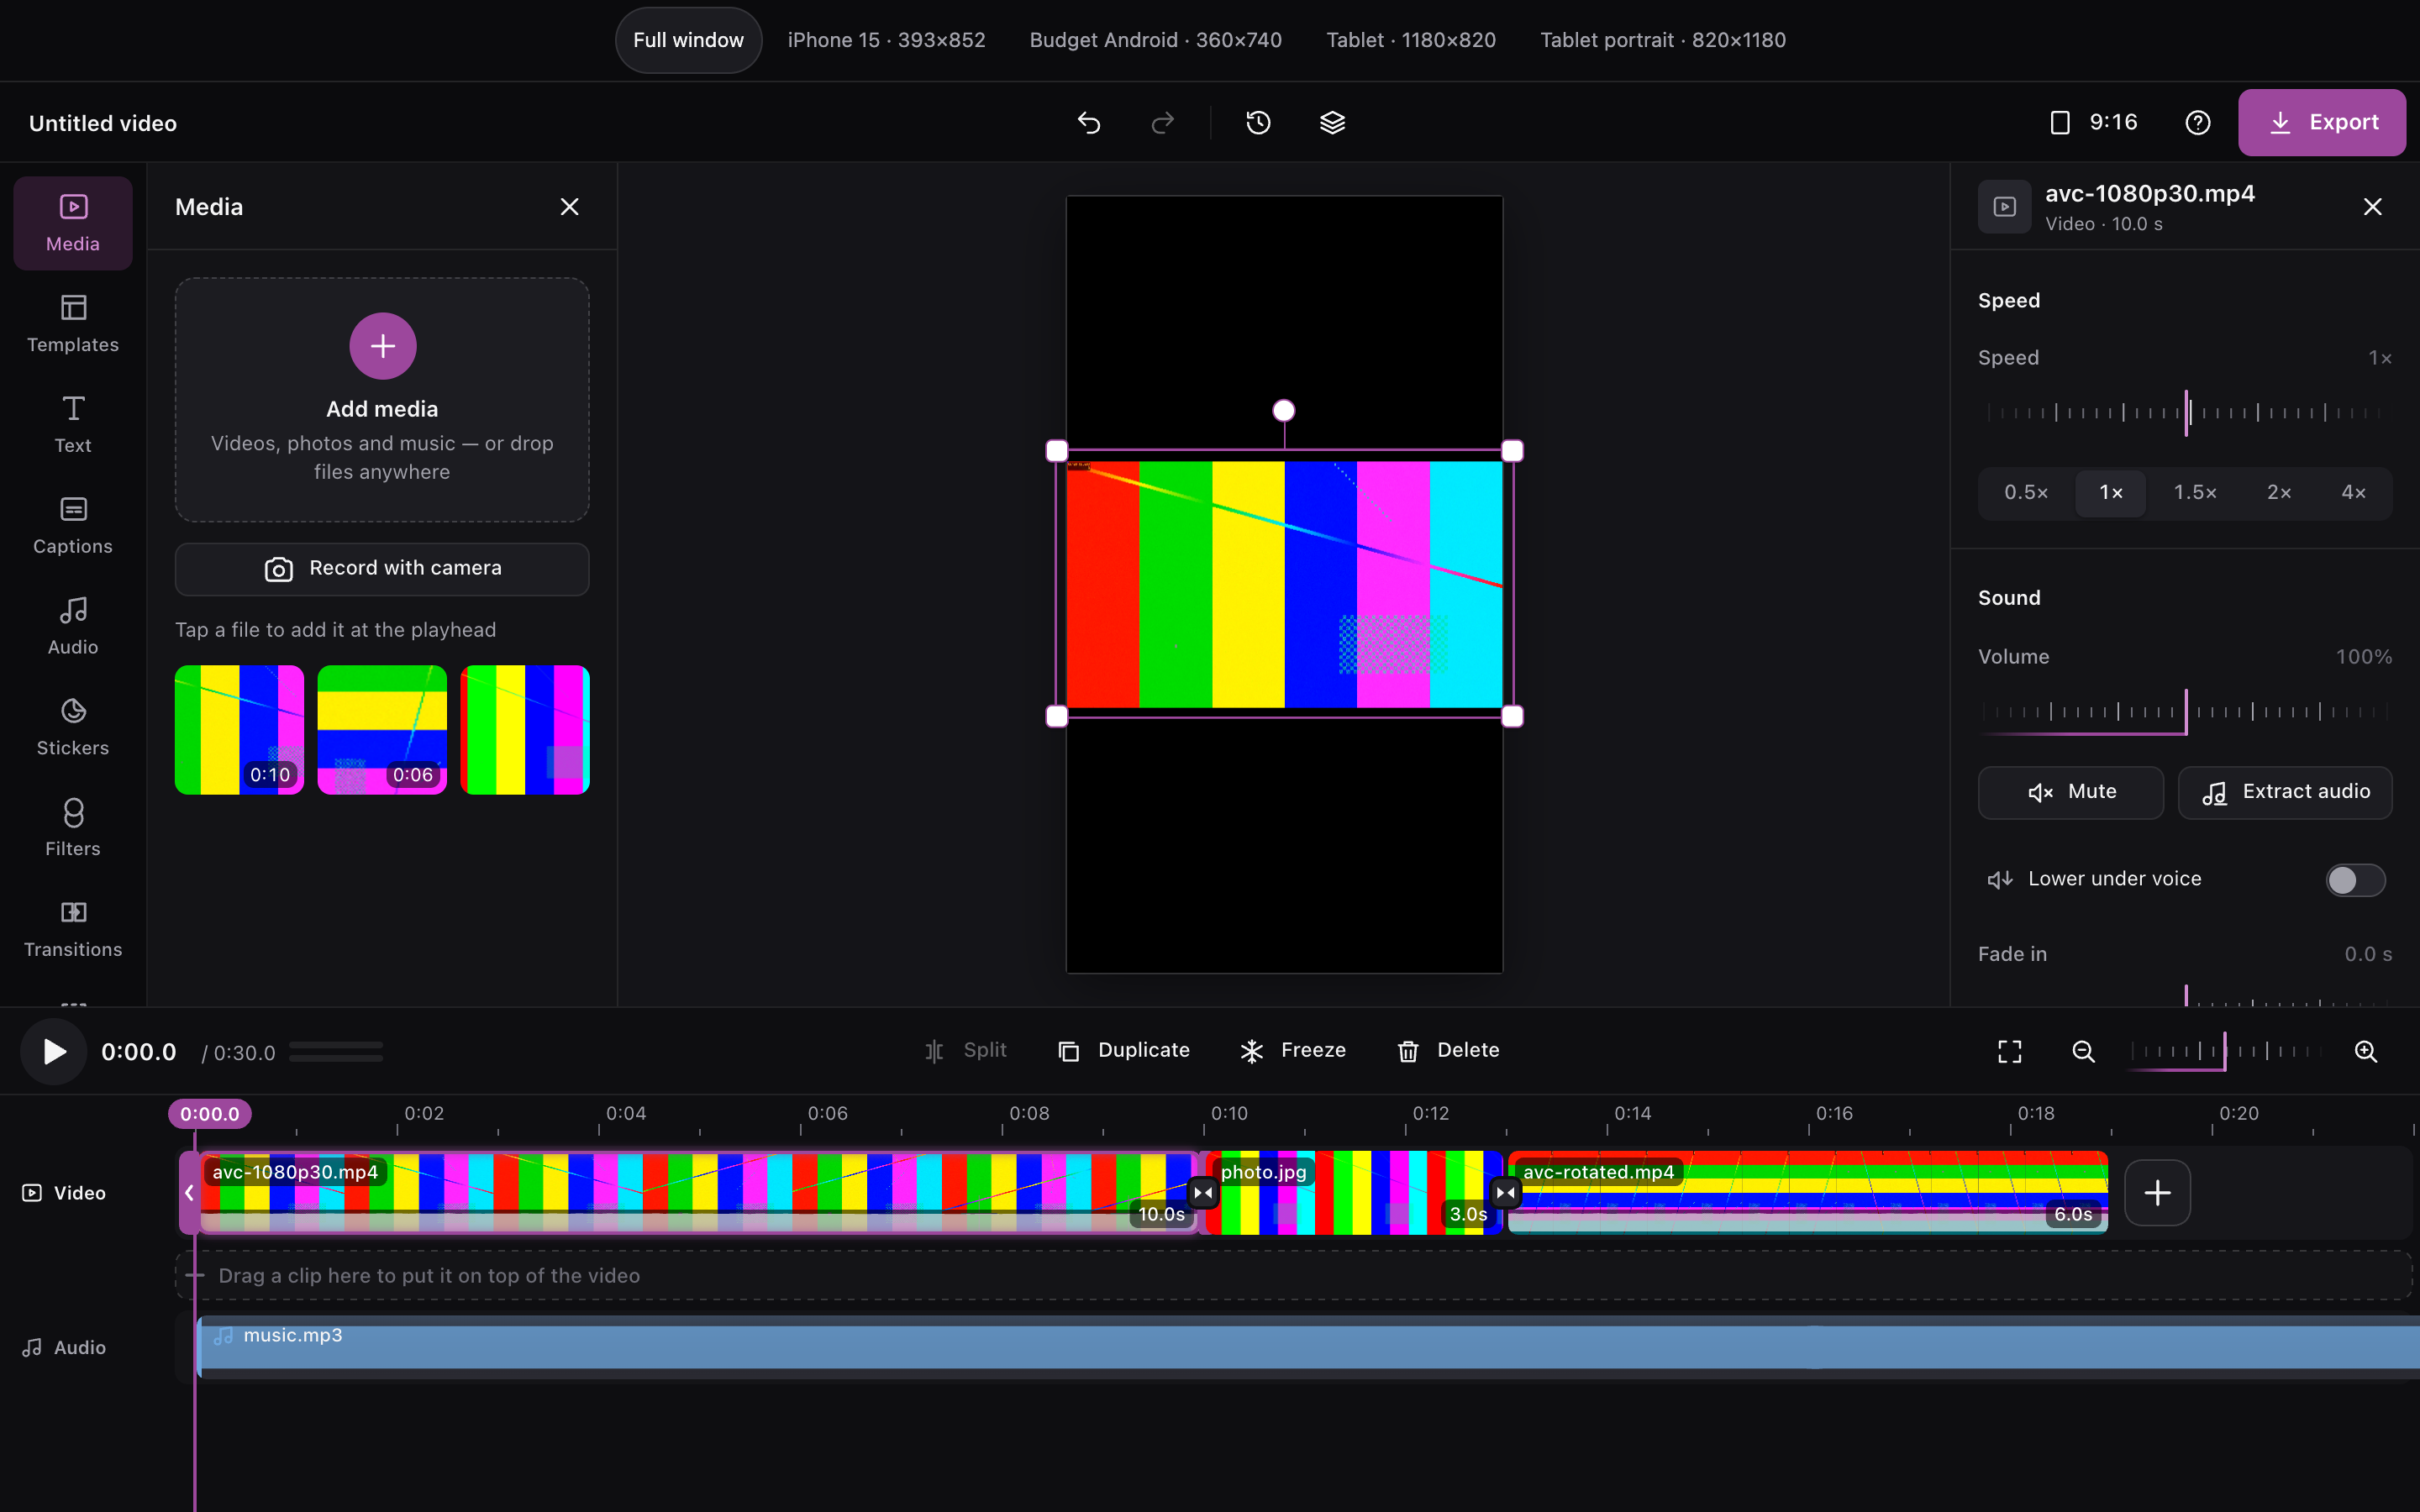 Full window
iPhone 15 · 393×852
Budget Android · 360×740
Tablet · 1180×820
Tablet portrait · 820×1180
Untitled video
9:16
Export
Media
Templates
Text
Captions
Audio
Stickers
Filters
Transitions
Media
Add media
Videos, photos and music — or drop
files anywhere
Record with camera
Tap a file to add it at the playhead
0:10
0:06
avc-1080p30.mp4
Video · 10.0 s
Speed
Speed
1×
0.5×
1×
1.5×
2×
4×
Sound
Volume
100%
Mute
Extract audio
Lower under voice
Fade in
0.0 s
0:00.0
/ 0:30.0
Split
Duplicate
Freeze
Delete
0:00.0
0:02
0:04
0:06
0:08
0:10
0:12
0:14
0:16
0:18
0:20
Video
avc-1080p30.mp4
10.0s
photo.jpg
3.0s
avc-rotated.mp4
6.0s
Drag a clip here to put it on top of the video
Audio
music.mp3